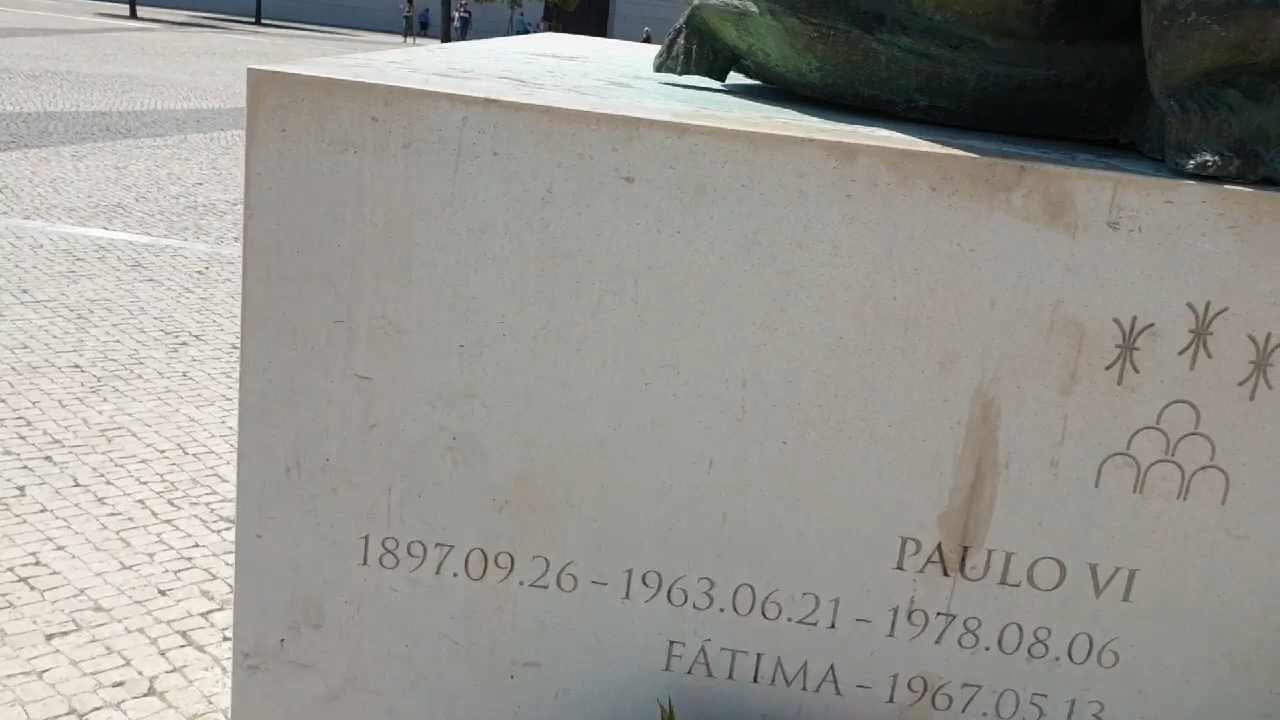 PAULO VI
1897.09.26 – 1963.06.21 – 1978.08.06
FÁTIMA – 1967.05.13